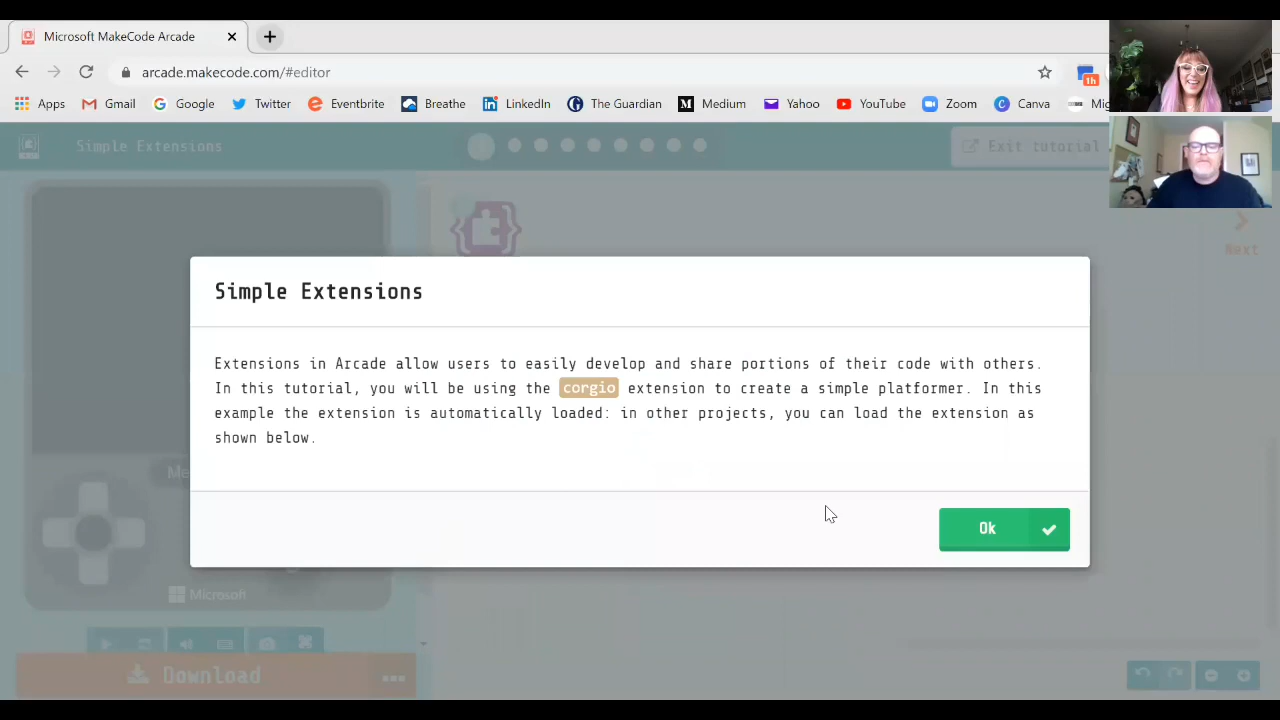 Microsoft MakeCode Arcade
arcade.makecode.com/#editor
1h
Apps Gmail Google Twitter Eventbrite Breathe LinkedIn The Guardian Medium Yahoo YouTube Zoom Canva
Simple Extensions
Exit tutorial
Next
Simple Extensions
Extensions in Arcade allow users to easily develop and share portions of their code with others.
In this tutorial, you will be using the corgio extension to create a simple platformer. In this
example the extension is automatically loaded: in other projects, you can load the extension as
shown below.
Ok
Microsoft
Download